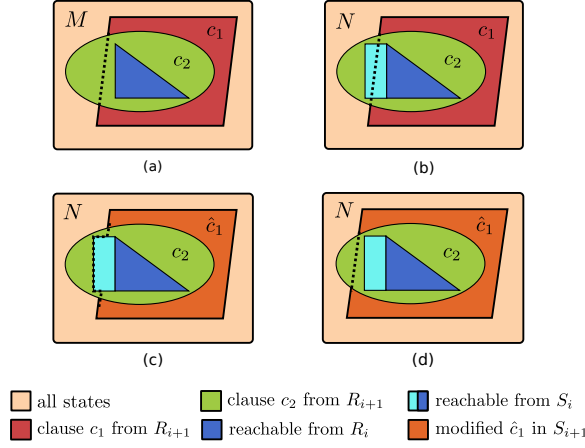 M
c₁
c₂
(a)
N
c₁
c₂
(b)
N
ĉ₁
c₂
(c)
N
ĉ₁
c₂
(d)
all states
clause c₂ from Rᵢ₊₁
reachable from Sᵢ
clause c₁ from Rᵢ₊₁
reachable from Rᵢ
modified ĉ₁ in Sᵢ₊₁